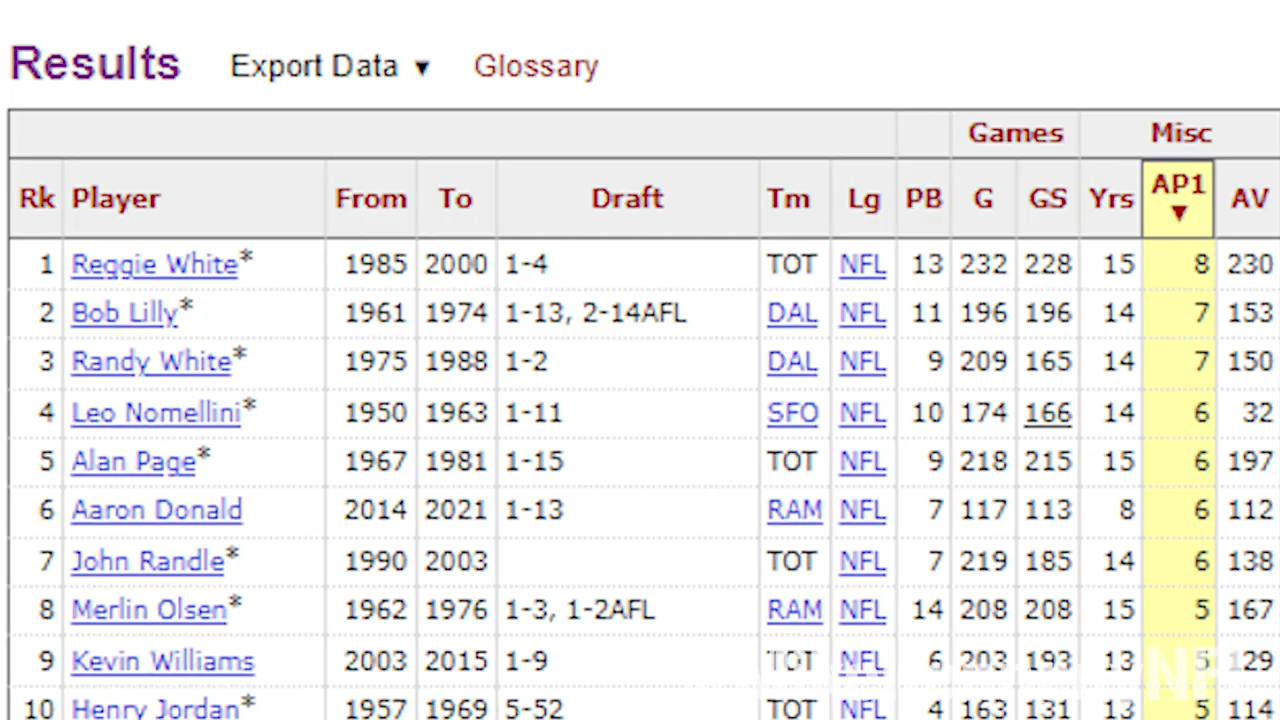 Results Export Data ▼ Glossary
Games Misc
Rk Player From To Draft Tm Lg PB G GS Yrs AP1 ▼ AV
1 Reggie White* 1985 2000 1-4 TOT NFL 13 232 228 15 8 230
2 Bob Lilly* 1961 1974 1-13, 2-14AFL DAL NFL 11 196 196 14 7 153
3 Randy White* 1975 1988 1-2 DAL NFL 9 209 165 14 7 150
4 Leo Nomellini* 1950 1963 1-11 SFO NFL 10 174 166 14 6 32
5 Alan Page* 1967 1981 1-15 TOT NFL 9 218 215 15 6 197
6 Aaron Donald 2014 2021 1-13 RAM NFL 7 117 113 8 6 112
7 John Randle* 1990 2003 TOT NFL 7 219 185 14 6 138
8 Merlin Olsen* 1962 1976 1-3, 1-2AFL RAM NFL 14 208 208 15 5 167
9 Kevin Williams 2003 2015 1-9 TOT NFL 6 203 193 13 5 129
10 Henry Jordan* 1957 1969 5-52 TOT NFL 4 163 131 13 5 114